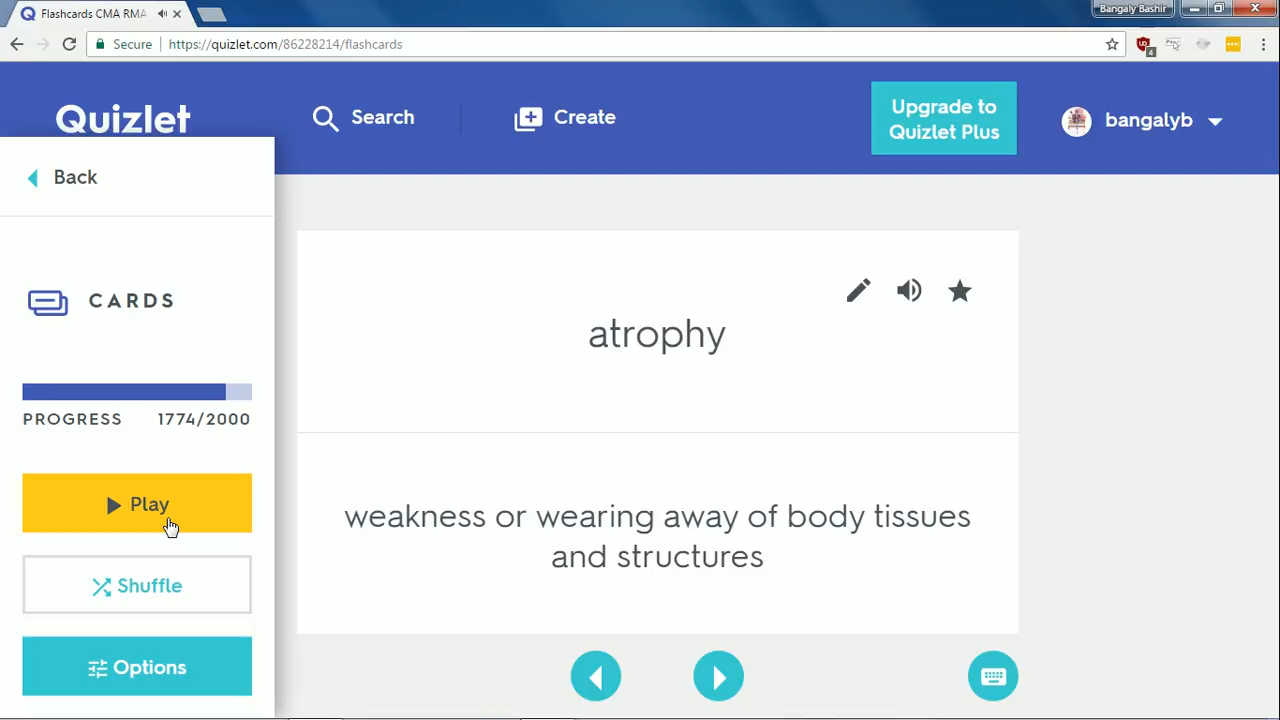 Flashcards CMA RMA
Bangaly Bashir
Secure
https://quizlet.com/86228214/flashcards
4
Quizlet
Search
Create
Upgrade to
Quizlet Plus
bangalyb
Back
CARDS
PROGRESS 1774/2000
Play
Shuffle
Options
atrophy
weakness or wearing away of body tissues
and structures